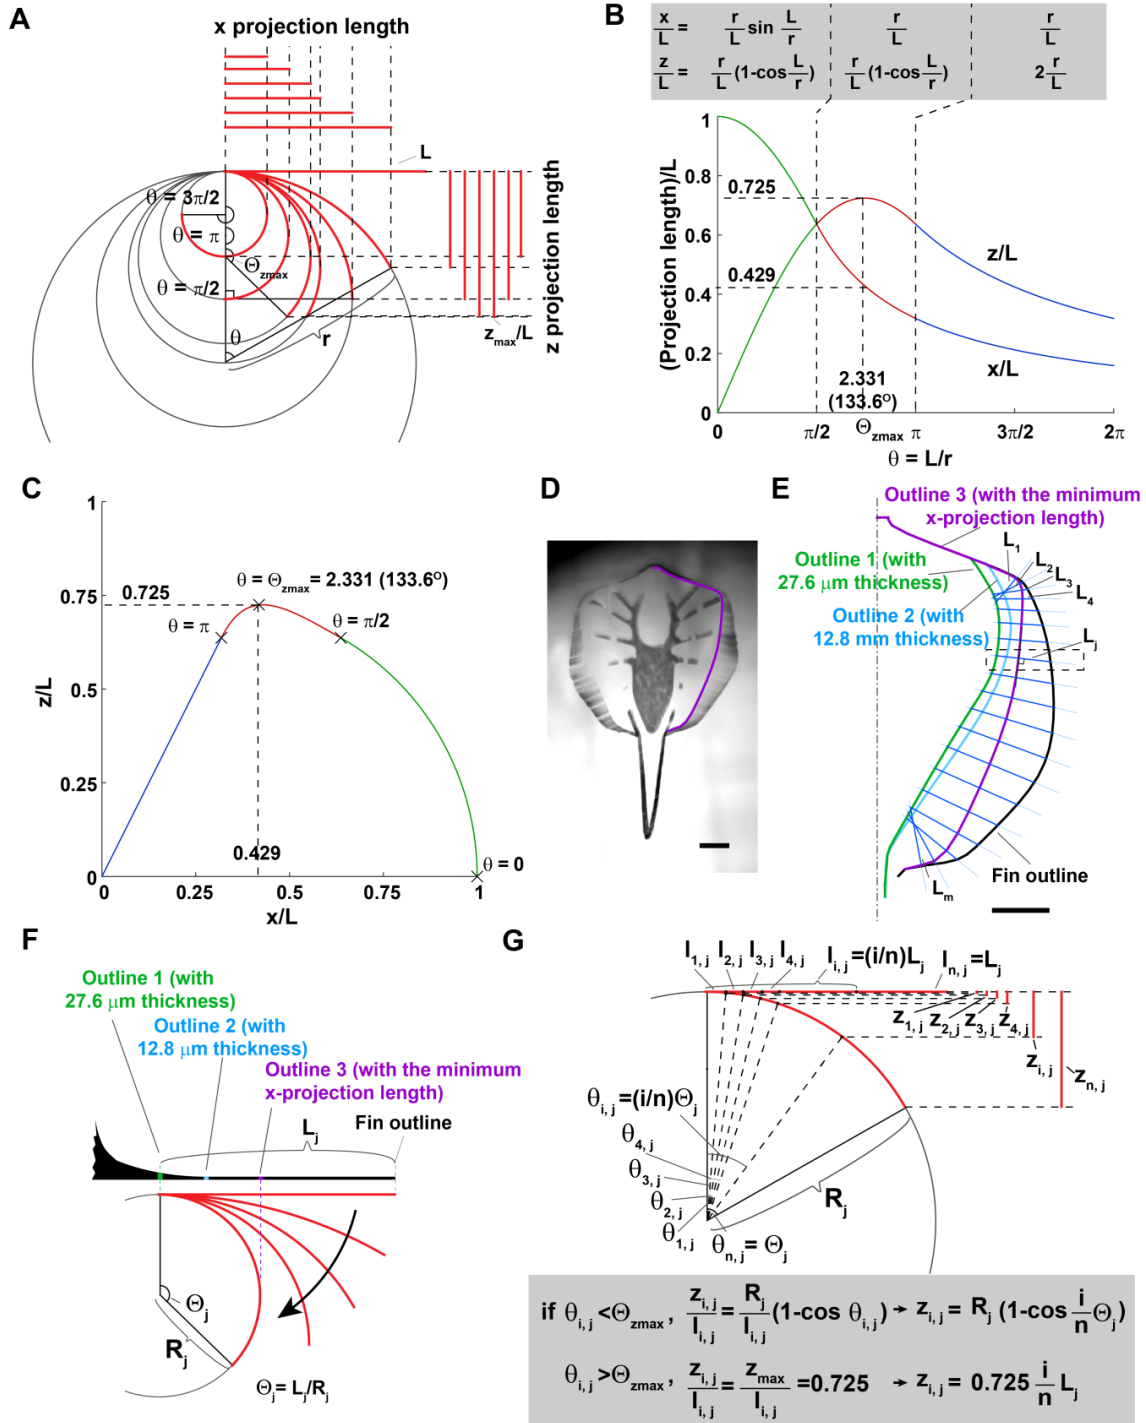 A
x projection length
L
θ = 3π/2
θ = π
Θzmax
θ = π/2
θ
r
zmax/L
z projection length
B
x/L = r/L sin L/r r/L r/L
z/L = r/L (1-cos L/r) r/L (1-cos L/r) 2 r/L
(Projection length)/L
1
0.8
0.725
0.6
0.429
0.4
0.2
0
z/L
x/L
2.331
(133.6°)
0 π/2 Θzmax π 3π/2 2π
θ = L/r
C
z/L
1
0.75
0.725
0.5
0.25
0
θ = Θzmax = 2.331 (133.6°)
θ = π
θ = π/2
0.429
θ = 0
0 0.25 0.5 0.75 1
x/L
D
E
Outline 3 (with the minimum
x-projection length)
Outline 1 (with
27.6 μm thickness)
Outline 2 (with
12.8 mm thickness)
L1
L2
L3
L4
Lj
Lm
Fin outline
F
Outline 1 (with
27.6 μm thickness)
Outline 2 (with
12.8 μm thickness)
Outline 3 (with the minimum
x-projection length)
Lj
Fin outline
Θj
Rj
Θj= Lj/Rj
G
l1, j l2, j l3, j l4, j li, j=(i/n)Lj ln, j=Lj
z1, j z2, j z3, j z4, j
zi, j
zn, j
θi, j=(i/n)Θj
θ4, j
θ3, j
θ2, j
θ1, j
θn, j= Θj
Rj
if θi, j<Θzmax, zi, j/li, j = Rj/li, j (1-cos θi, j) → zi, j = Rj (1-cos i/n Θj)
θi, j>Θzmax, zi, j/li, j = zmax/li, j =0.725 → zi, j = 0.725 i/n Lj